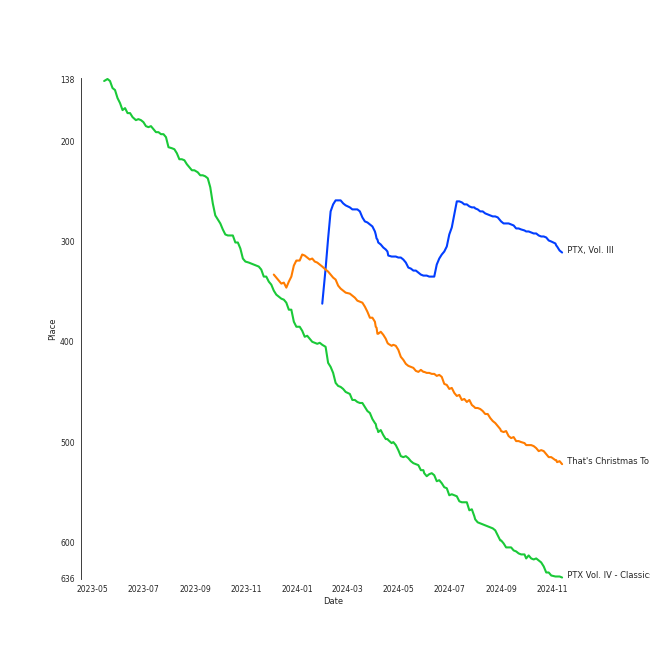 138
200
300
400
500
600
636
Place
PTX, Vol. III
That's Christmas To
PTX Vol. IV - Classic
2023-05 2023-07 2023-09 2023-11 2024-01 2024-03 2024-05 2024-07 2024-09 2024-11
Date